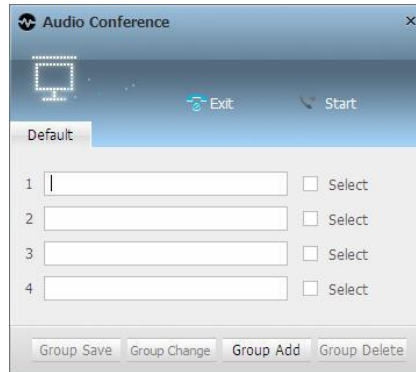 Audio Conference
Exit Start
Default
1 Select
2 Select
3 Select
4 Select
Group Save Group Change Group Add Group Delete